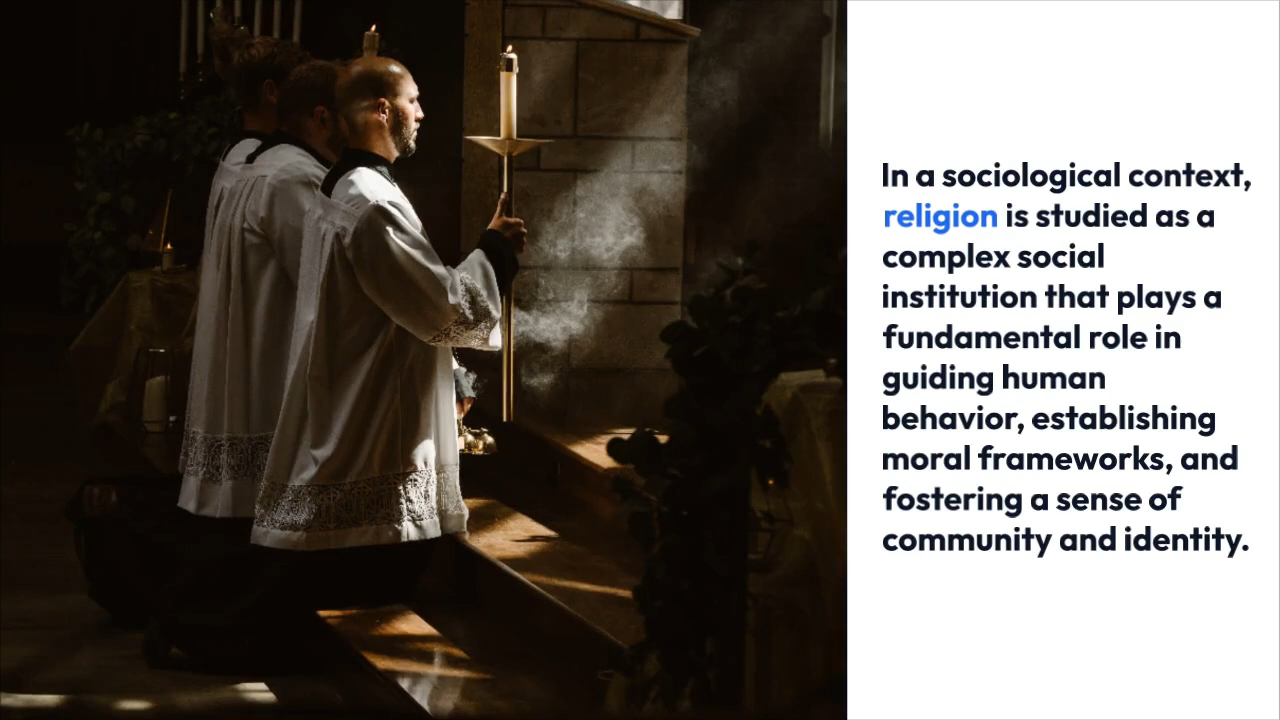 In a sociological context,
religion is studied as a
complex social
institution that plays a
fundamental role in
guiding human
behavior, establishing
moral frameworks, and
fostering a sense of
community and identity.